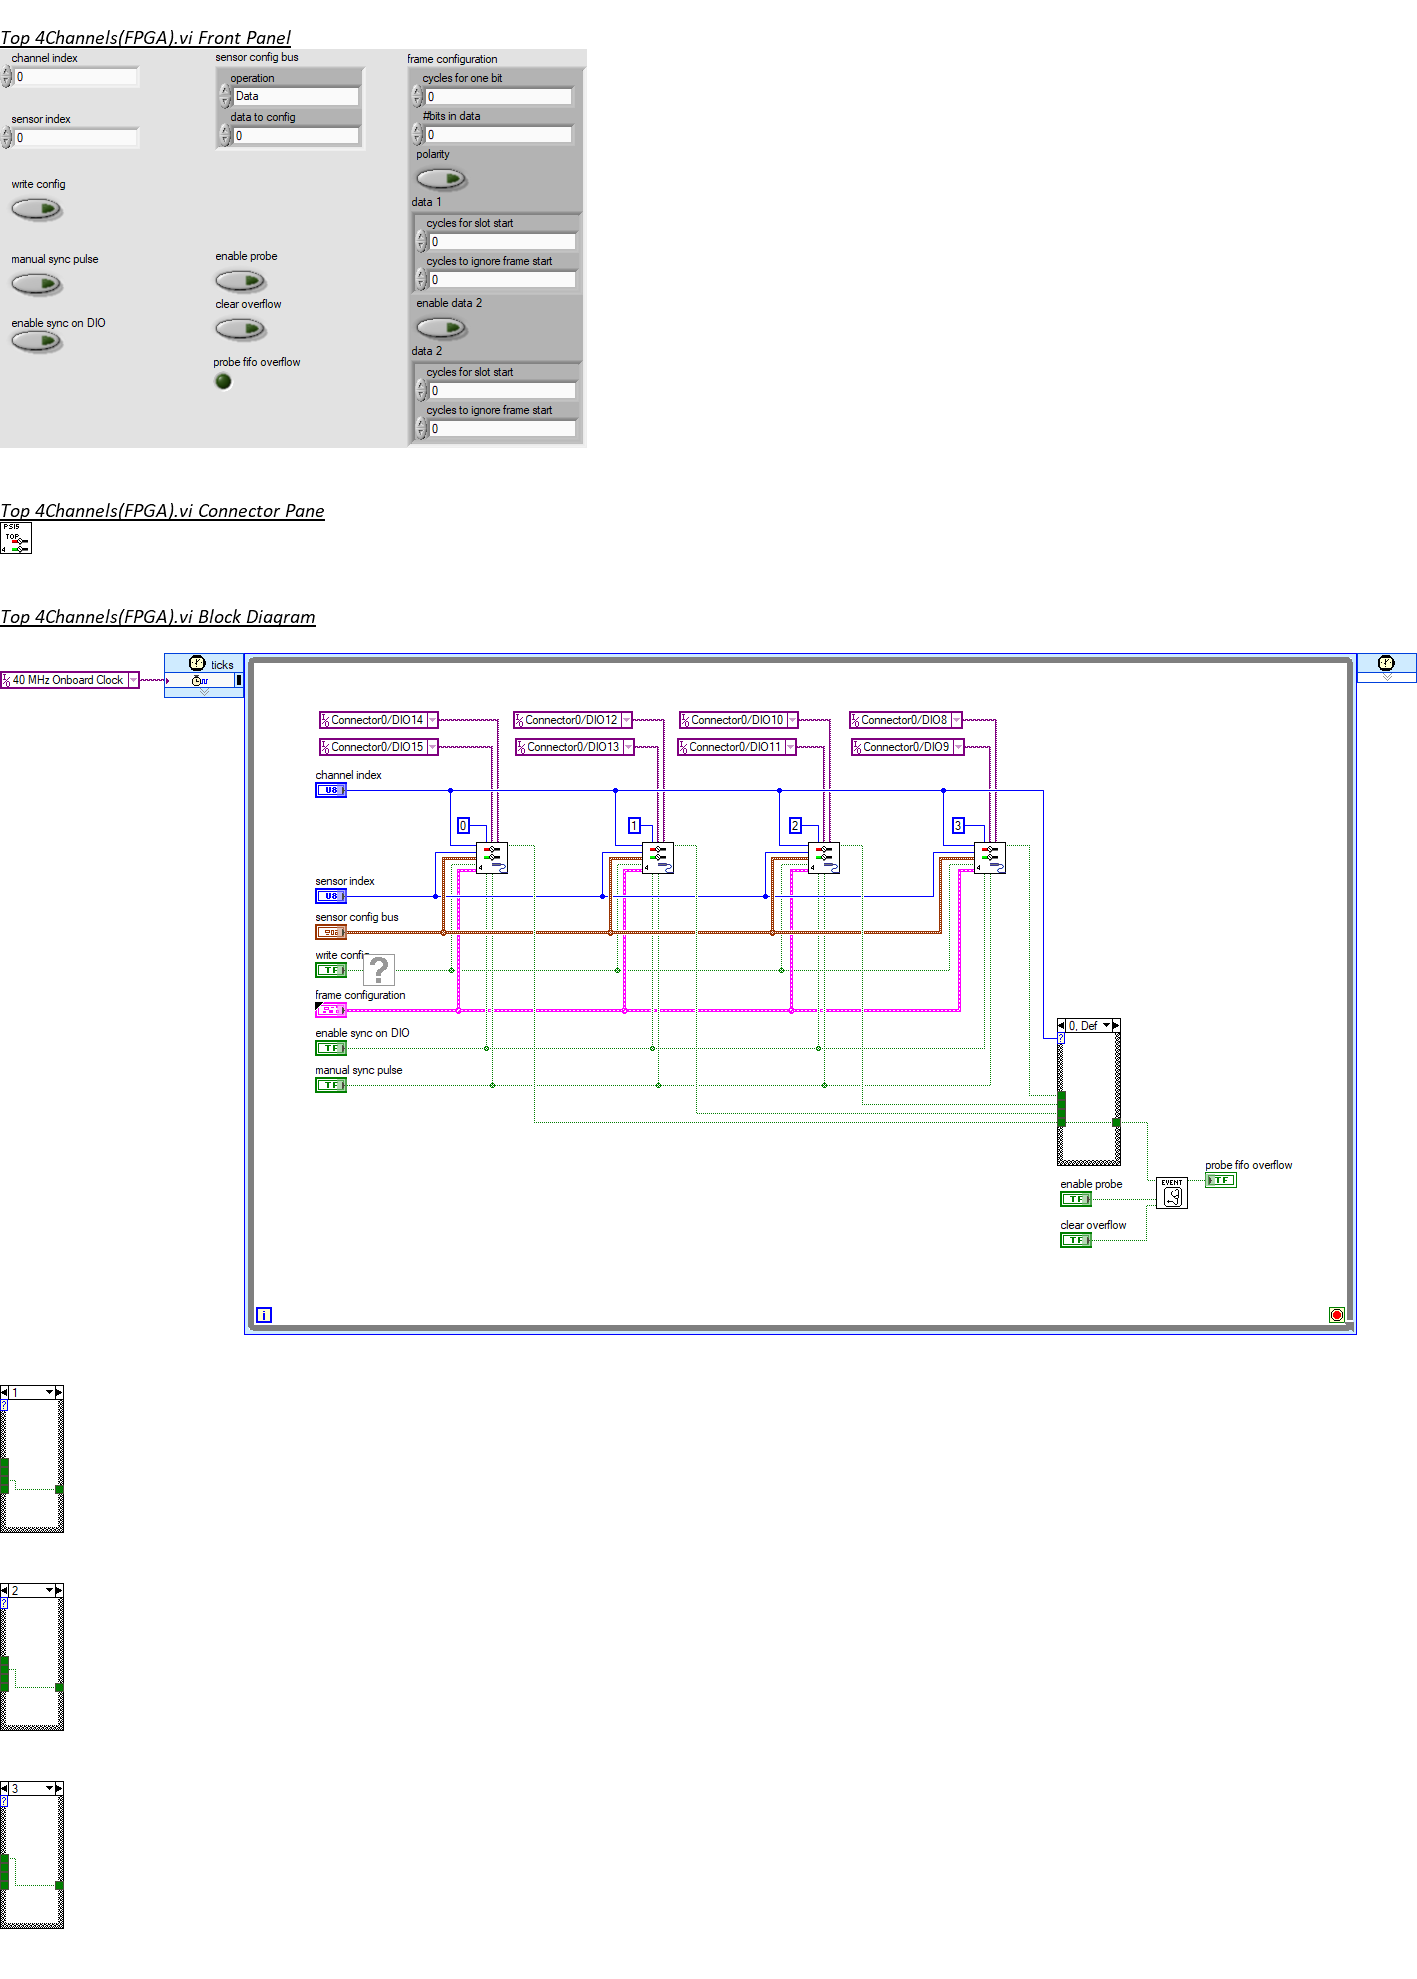 Top 4Channels(FPGA).vi Front Panel
channel index
0
sensor index
0
write config
manual sync pulse
enable sync on DIO
sensor config bus
operation
Data
data to config
0
enable probe
clear overflow
probe fifo overflow
frame configuration
cycles for one bit
0
#bits in data
0
polarity
data 1
cycles for slot start
0
cycles to ignore frame start
0
enable data 2
data 2
cycles for slot start
0
cycles to ignore frame start
0
Top 4Channels(FPGA).vi Connector Pane
PSI5
TOP
4
Top 4Channels(FPGA).vi Block Diagram
40 MHz Onboard Clock
ticks
Connector0/DIO14
Connector0/DIO12
Connector0/DIO10
Connector0/DIO8
Connector0/DIO15
Connector0/DIO13
Connector0/DIO11
Connector0/DIO9
channel index
U8
0
1
2
3
4
4
4
4
sensor index
U8
sensor config bus
write config
TF
?
frame configuration
enable sync on DIO
TF
manual sync pulse
TF
0, Def
?
probe fifo overflow
TF
enable probe
TF
EVENT
clear overflow
TF
i
1
?
2
?
3
?